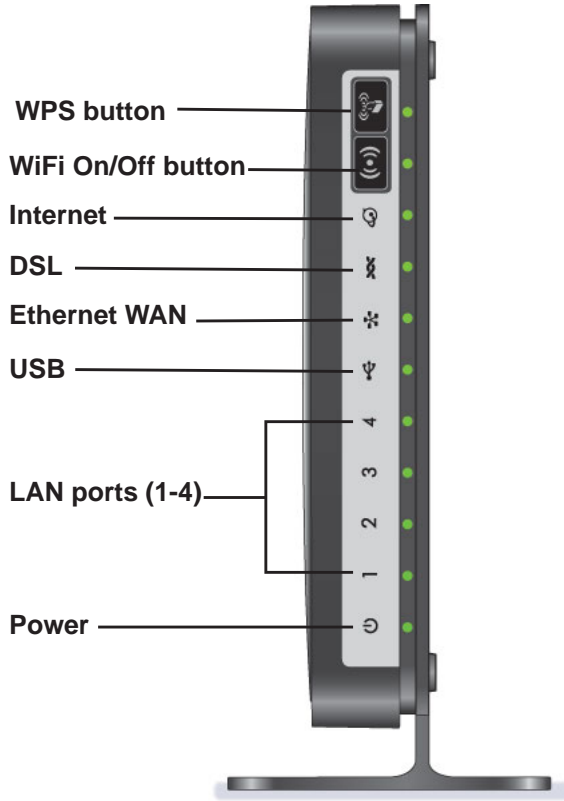 WPS button
WiFi On/Off button
Internet
DSL
Ethernet WAN
USB
4
3
LAN ports (1-4)
2
1
Power